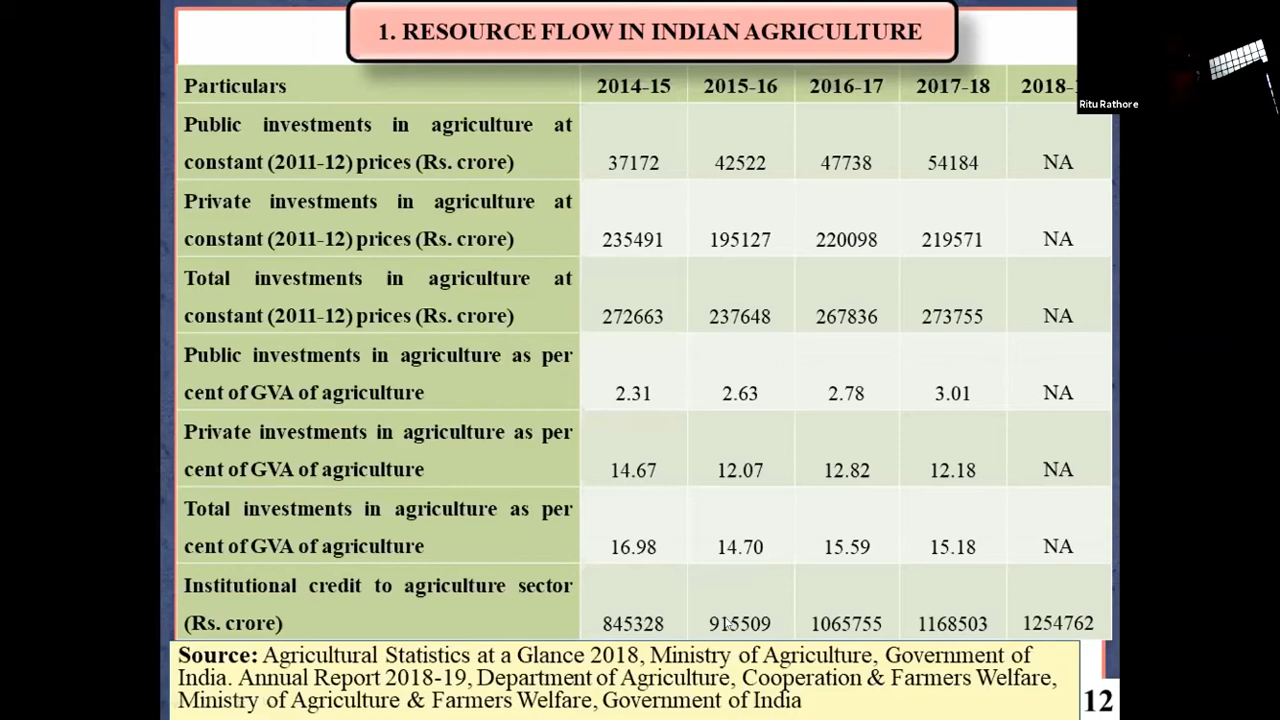 1. RESOURCE FLOW IN INDIAN AGRICULTURE
Particulars 2014-15 2015-16 2016-17 2017-18
Public investments in agriculture at
constant (2011-12) prices (Rs. crore) 37172 42522 47738 54184 NA
Private investments in agriculture at
constant (2011-12) prices (Rs. crore) 235491 195127 220098 219571 NA
Total investments in agriculture at
constant (2011-12) prices (Rs. crore) 272663 237648 267836 273755 NA
Public investments in agriculture as per
cent of GVA of agriculture 2.31 2.63 2.78 3.01 NA
Private investments in agriculture as per
cent of GVA of agriculture 14.67 12.07 12.82 12.18 NA
Total investments in agriculture as per
cent of GVA of agriculture 16.98 14.70 15.59 15.18 NA
Institutional credit to agriculture sector
(Rs. crore) 845328 915509 1065755 1168503 1254762
Source: Agricultural Statistics at a Glance 2018, Ministry of Agriculture, Government of
India. Annual Report 2018-19, Department of Agriculture, Cooperation & Farmers Welfare,
Ministry of Agriculture & Farmers Welfare, Government of India
12
Ritu Rathore